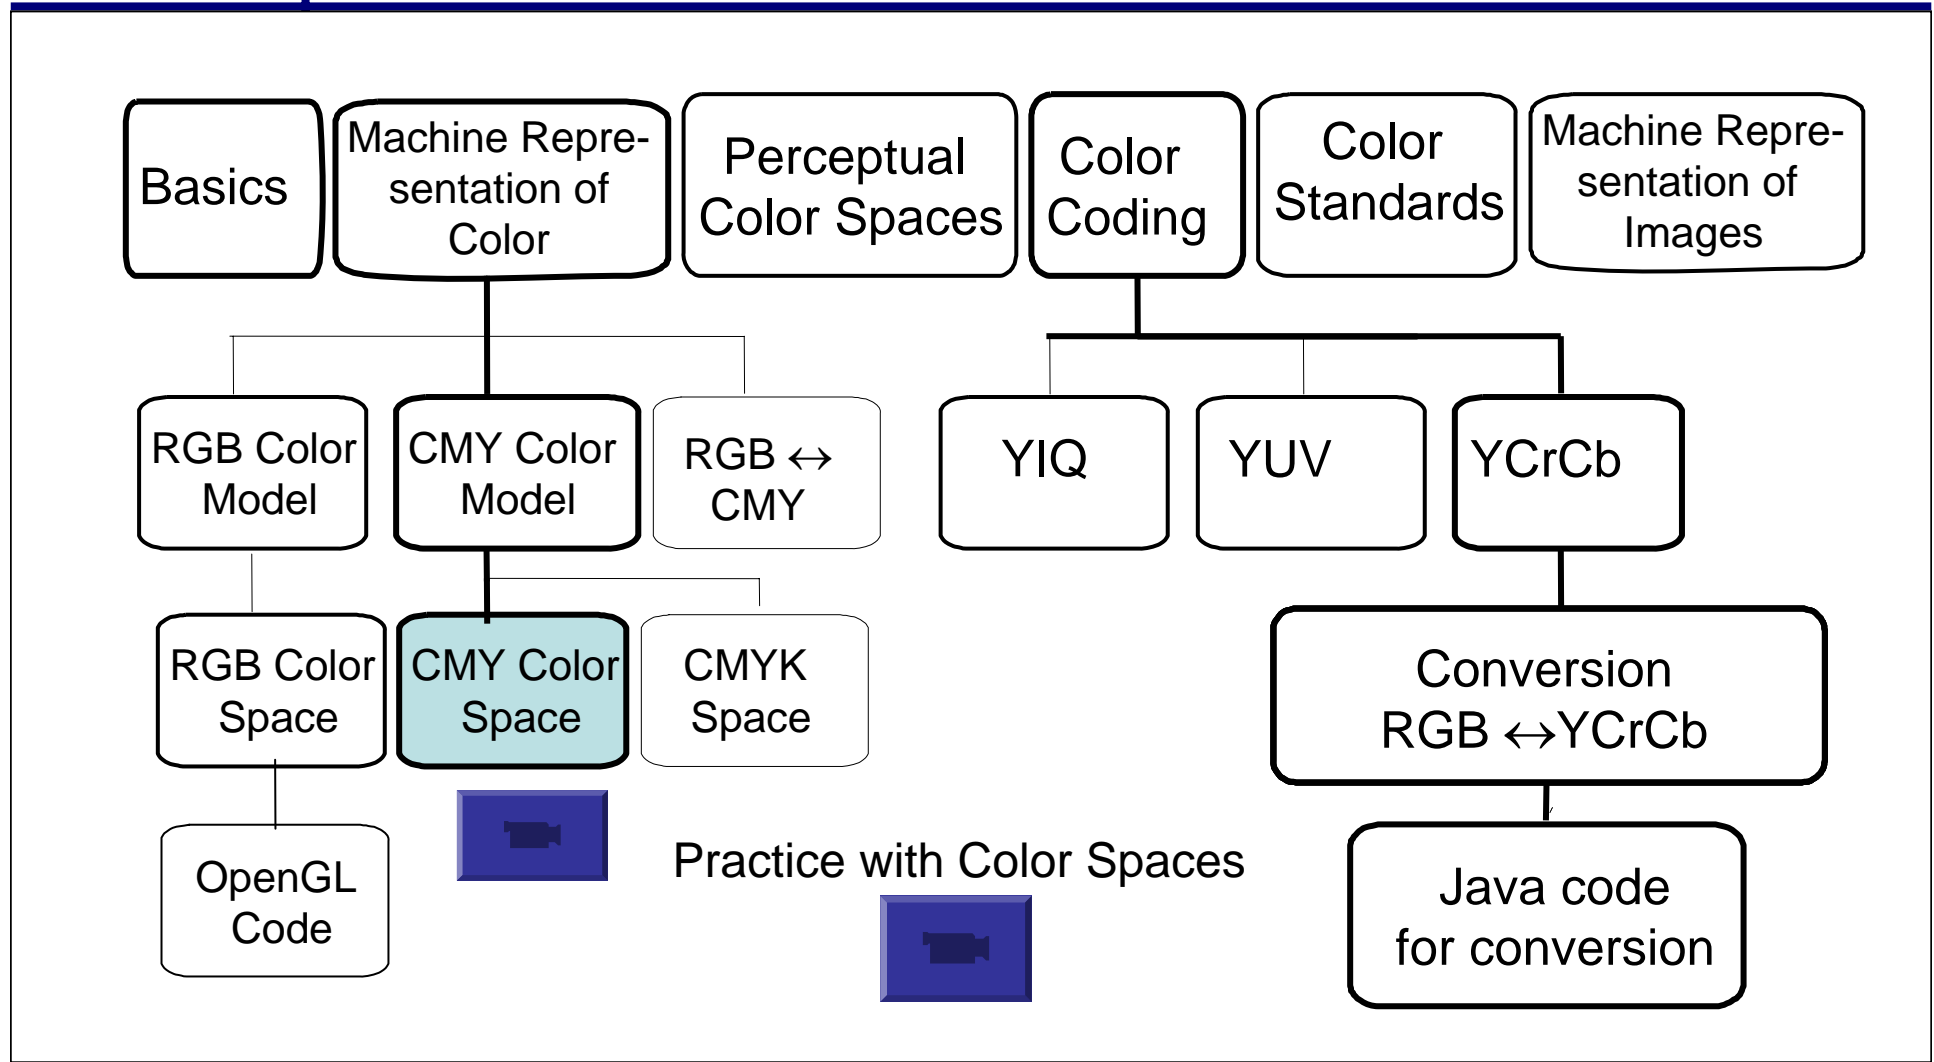 Basics
Machine Repre-
sentation of
Color
Perceptual
Color Spaces
Color
Coding
Color
Standards
Machine Repre-
sentation of
Images
RGB Color
Model
CMY Color
Model
RGB ↔
CMY
YIQ
YUV
YCrCb
RGB Color
Space
CMY Color
Space
CMYK
Space
Conversion
RGB ↔YCrCb
OpenGL
Code
Practice with Color Spaces
Java code
for conversion